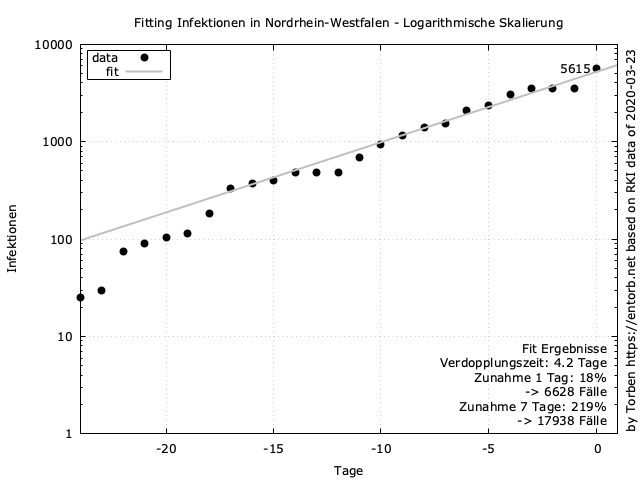 Fitting Infektionen in Nordrhein-Westfalen - Logarithmische Skalierung
10000
1000
100
10
1
Infektionen
data
fit
5615
Fit Ergebnisse
Verdopplungszeit: 4.2 Tage
Zunahme 1 Tag: 18%
-> 6628 Fälle
Zunahme 7 Tage: 219%
-> 17938 Fälle
-20
-15
-10
-5
0
Tage
by Torben https://entorb.net based on RKI data of 2020-03-23